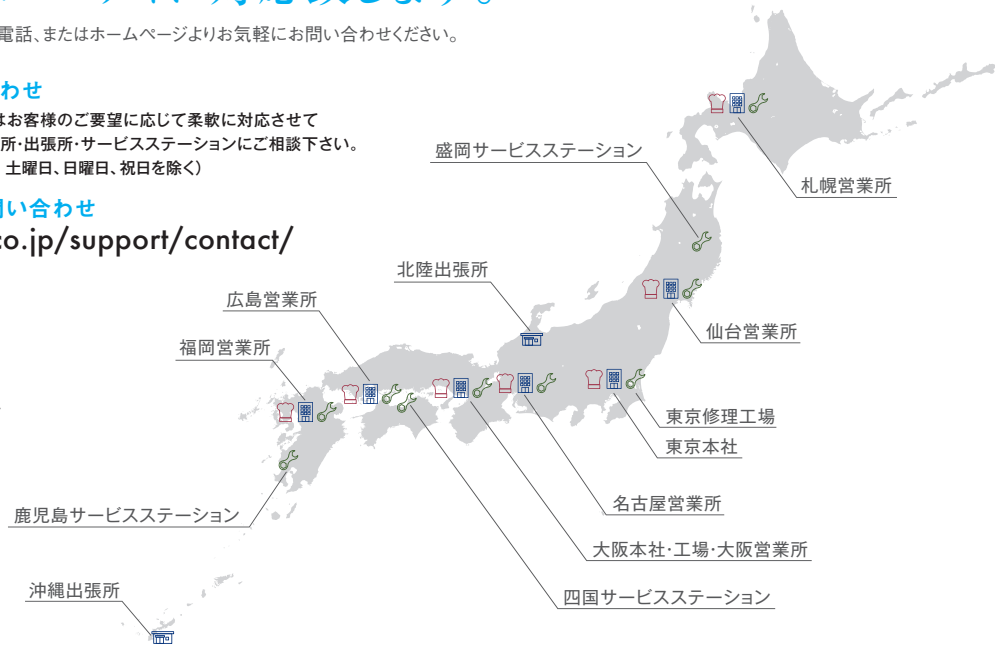 電話、またはホームページよりお気軽にお問い合わせください。
わせ
はお客様のご要望に応じて柔軟に対応させて
所・出張所・サービスステーションにご相談下さい。
土曜日、日曜日、祝日を除く）
い合わせ
co.jp/support/contact/
盛岡サービスステーション
札幌営業所
北陸出張所
広島営業所
仙台営業所
福岡営業所
東京修理工場
東京本社
名古屋営業所
鹿児島サービスステーション
大阪本社・工場・大阪営業所
沖縄出張所
四国サービスステーション